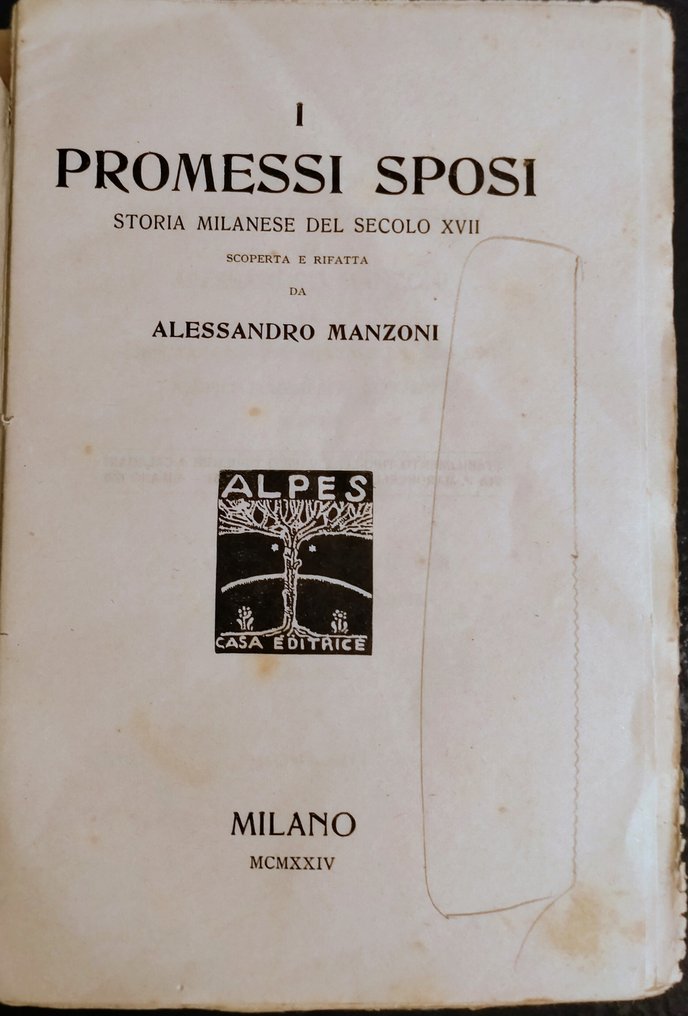 I
PROMESSI SPOSI
STORIA MILANESE DEL SECOLO XVII
SCOPERTA E RIFATTA
DA
ALESSANDRO MANZONI
ALPES
CASA EDITRICE
MILANO
MCMXXIV